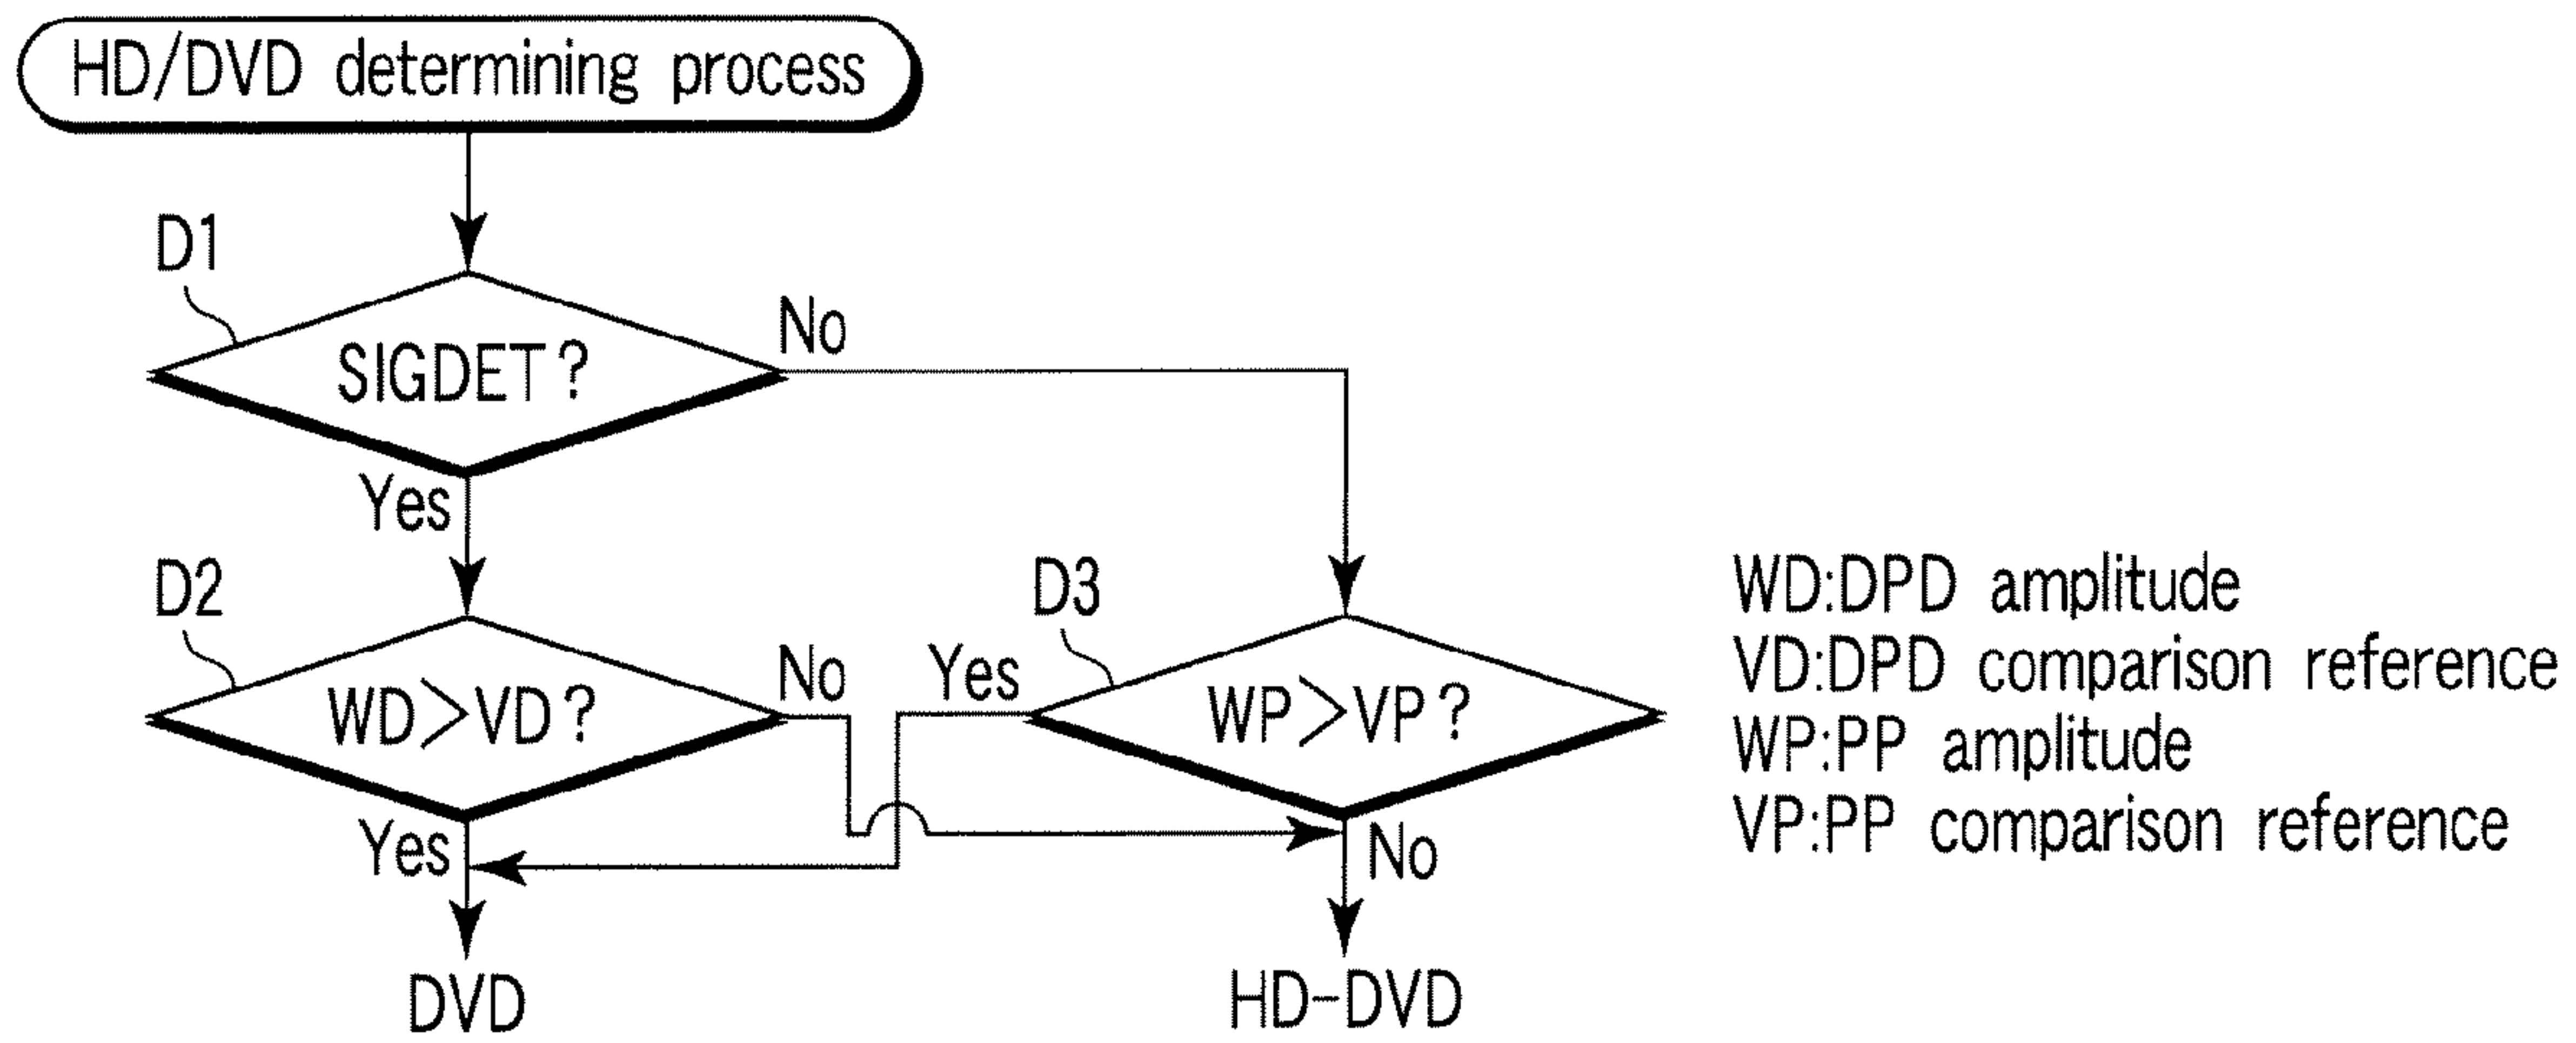 HD/DVD determining process
D1
SIGDET?
No
Yes
D2
WD>VD?
No
Yes
D3
WP>VP?
Yes
No
WD:DPD amplitude
VD:DPD comparison reference
WP:PP amplitude
VP:PP comparison reference
DVD
HD-DVD